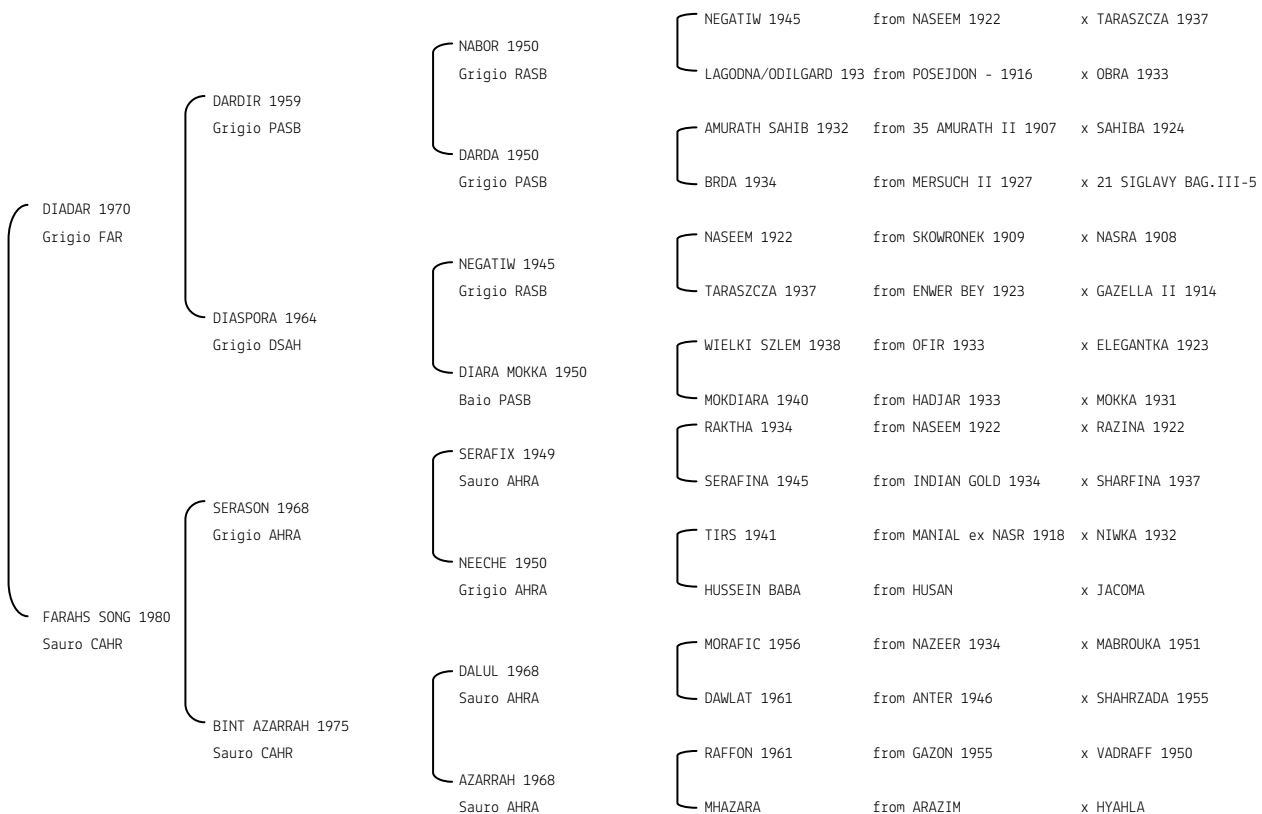 NEGATIW 1945 from NASEEM 1922 x TARASZCZA 1937
NABOR 1950
Grigio RASB
LAGODNA/ODILGARD 193 from POSEJDON - 1916 x OBRA 1933
DARDIR 1959
Grigio PASB
AMURATH SAHIB 1932 from 35 AMURATH II 1907 x SAHIBA 1924
DARDA 1950
Grigio PASB
BRDA 1934 from MERSUCH II 1927 x 21 SIGLAVY BAG.III-5
DIADAR 1970
Grigio FAR
NASEEM 1922 from SKOWRONEK 1909 x NASRA 1908
NEGATIW 1945
Grigio RASB
TARASZCZA 1937 from ENWER BEY 1923 x GAZELLA II 1914
DIASPORA 1964
Grigio DSAH
WIELKI SZLEM 1938 from OFIR 1933 x ELEGANTKA 1923
DIARA MOKKA 1950
Baio PASB
MOKDIARA 1940 from HADJAR 1933 x MOKKA 1931
RAKTHA 1934 from NASEEM 1922 x RAZINA 1922
SERAFIX 1949
Sauro AHRA
SERAFINA 1945 from INDIAN GOLD 1934 x SHARFINA 1937
SERASON 1968
Grigio AHRA
TIRS 1941 from MANIAL ex NASR 1918 x NIWKA 1932
NEECHE 1950
Grigio AHRA
HUSSEIN BABA from HUSAN x JACOMA
FARAHS SONG 1980
Sauro CAHR
MORAFIC 1956 from NAZEER 1934 x MABROUKA 1951
DALUL 1968
Sauro AHRA
DAWLAT 1961 from ANTER 1946 x SHAHRZADA 1955
BINT AZARRAH 1975
Sauro CAHR
RAFFON 1961 from GAZON 1955 x VADRAFF 1950
AZARRAH 1968
Sauro AHRA
MHAZARA from ARAZIM x HYAHLA